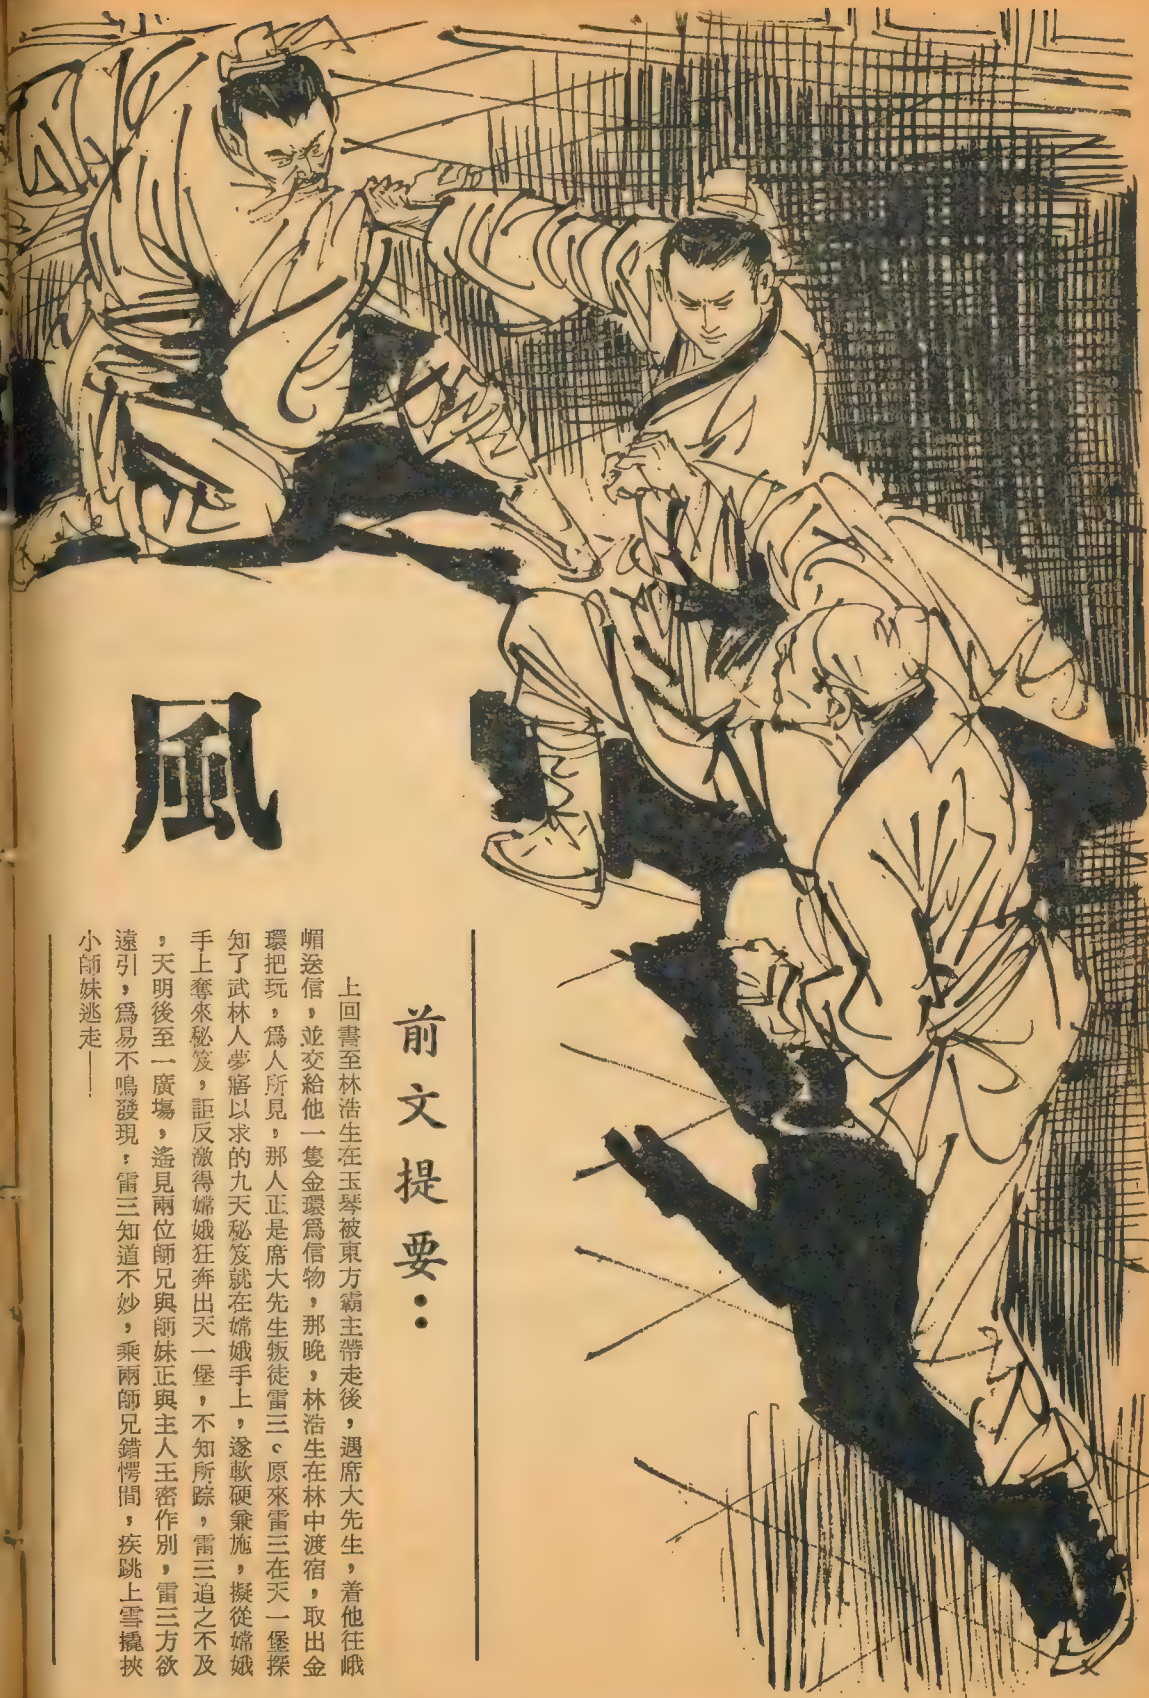 風
前文提要：
上回書至林浩生在玉琴被東方霸主帶走後，遇席大先生，着他往峨
嵋送信，並交給他一隻金環爲信物，那晚，林浩生在林中渡宿，取出金
環把玩，爲人所見，那人正是席大先生叛徒雷三。原來雷三在天一堡探
知了武林人夢寤以求的九天秘笈就在嫦娥手上，遂軟硬兼施，擬從嫦娥
手上奪來秘笈，詎反激得嫦娥狂奔出天一堡，不知所踪，雷三追之不及
，天明後至一廣塲，遙見兩位師兄與師妹正與主人王密作別，雷三方欲
遠引，爲易不鳴發現，雷三知道不妙，乘兩師兄錯愕間，疾跳上雪撬挾
小師妹逃走——